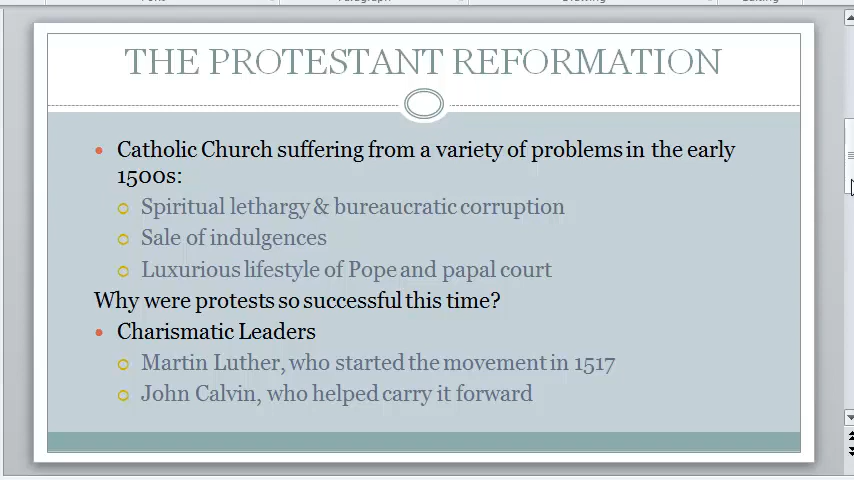 THE PROTESTANT REFORMATION
Catholic Church suffering from a variety of problems in the early
1500s:
Spiritual lethargy & bureaucratic corruption
Sale of indulgences
Luxurious lifestyle of Pope and papal court
Why were protests so successful this time?
Charismatic Leaders
Martin Luther, who started the movement in 1517
John Calvin, who helped carry it forward